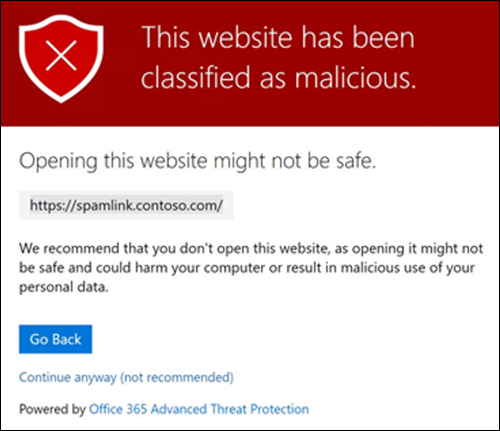 This website has been
classified as malicious.
Opening this website might not be safe.
https://spamlink.contoso.com/
We recommend that you don't open this website, as opening it might not
be safe and could harm your computer or result in malicious use of your
personal data.
Go Back
Continue anyway (not recommended)
Powered by Office 365 Advanced Threat Protection